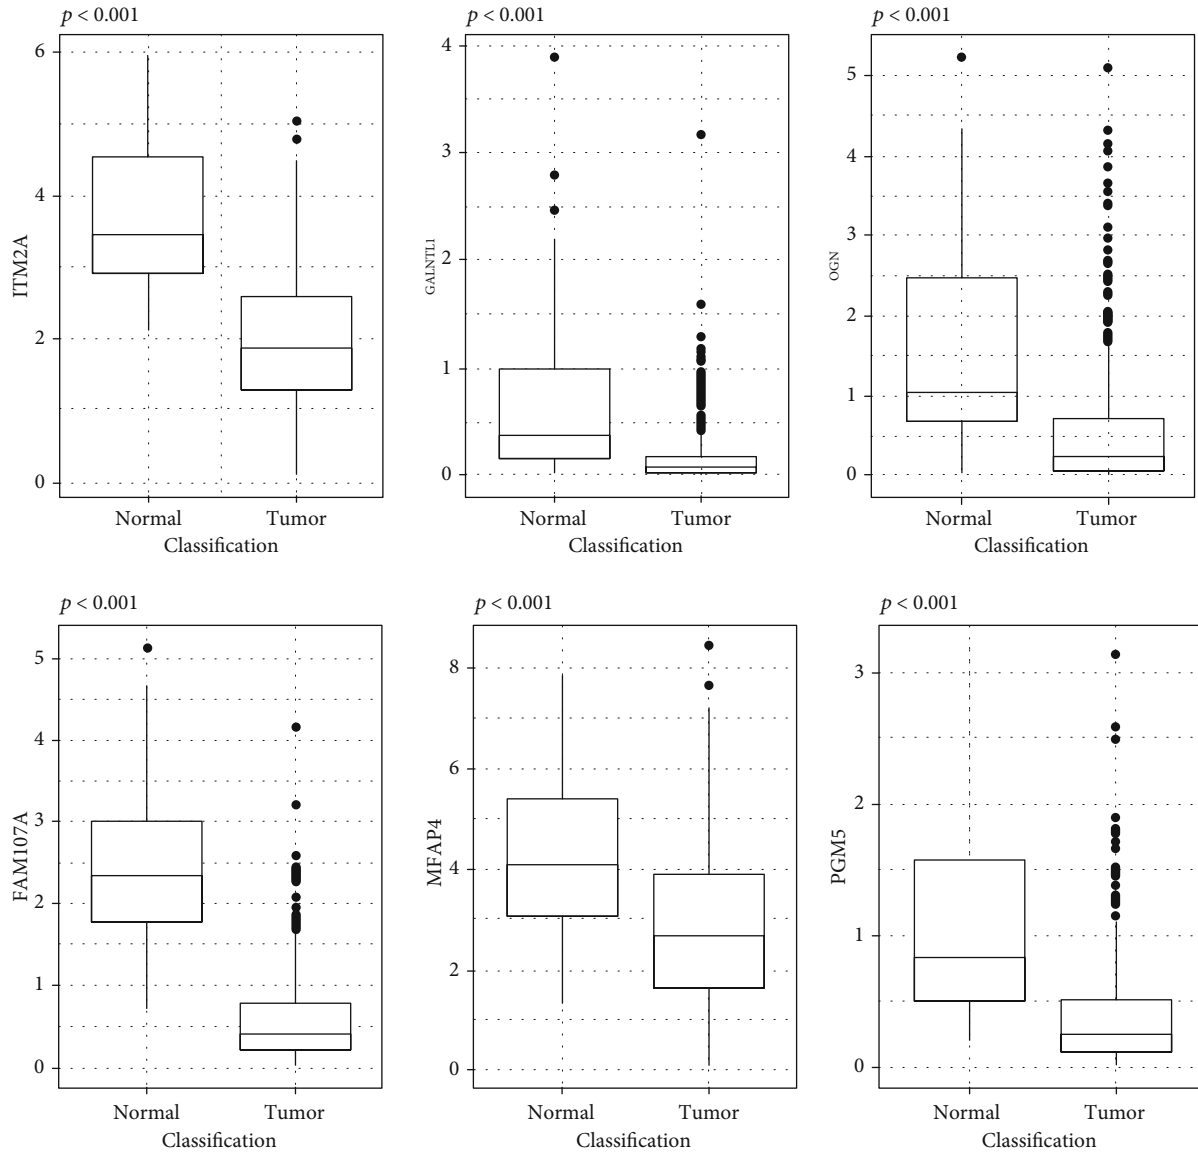 p < 0.001
ITM2A
6
4
2
0
Normal Tumor
Classification
p < 0.001
GALNTL1
4
3
2
1
0
Normal Tumor
Classification
p < 0.001
OGN
5
4
3
2
1
0
Normal Tumor
Classification
p < 0.001
FAM107A
5
4
3
2
1
0
Normal Tumor
Classification
p < 0.001
MFAP4
8
6
4
2
0
Normal Tumor
Classification
p < 0.001
PGM5
3
2
1
0
Normal Tumor
Classification